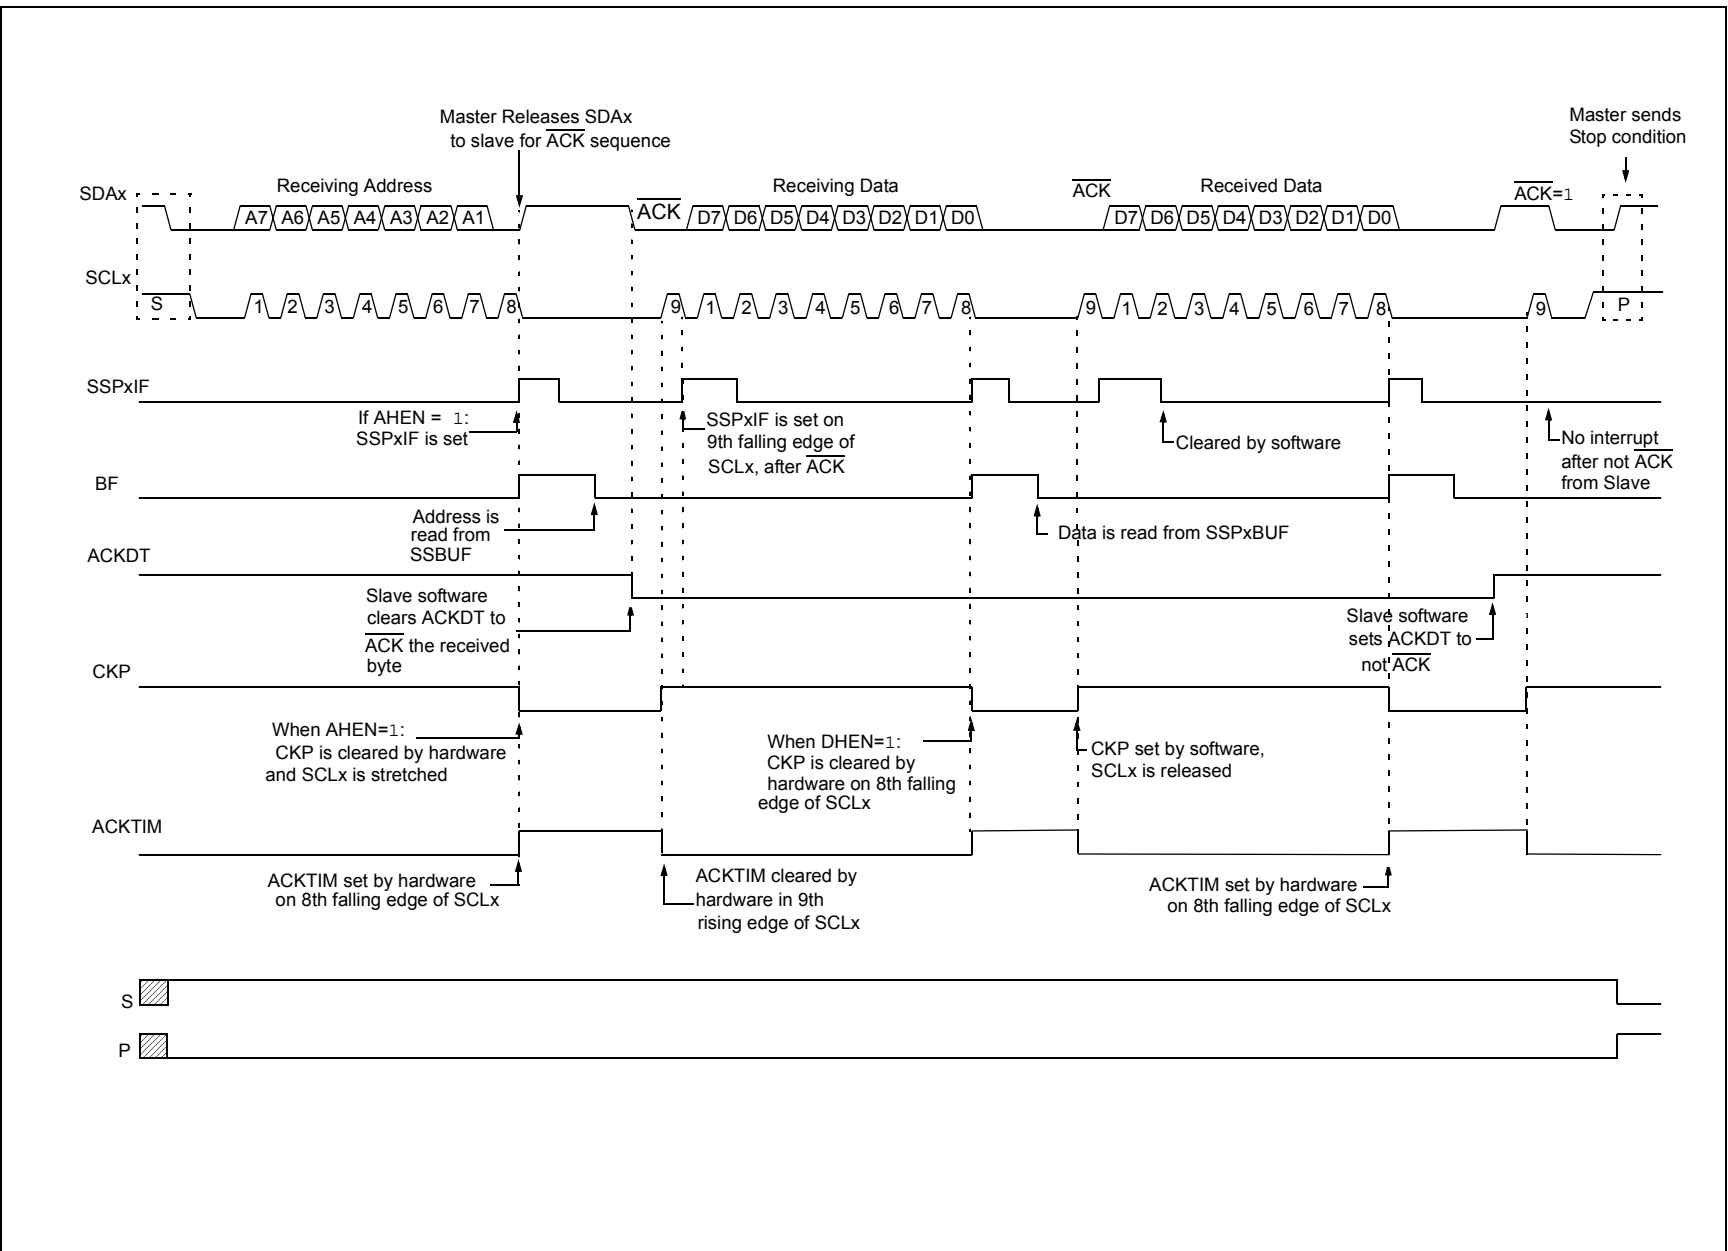 Master Releases SDAx
to slave for ACK sequence
Master sends
Stop condition
SDAx
Receiving Address
ACK
Receiving Data
ACK
Received Data
ACK=1
A7 A6 A5 A4 A3 A2 A1
D7 D6 D5 D4 D3 D2 D1 D0
D7 D6 D5 D4 D3 D2 D1 D0
SCLx
S
1 2 3 4 5 6 7 8
9 1 2 3 4 5 6 7 8
9 1 2 3 4 5 6 7 8
9
P
SSPxIF
If AHEN = 1:
SSPxIF is set
SSPxIF is set on
9th falling edge of
SCLx, after ACK
Cleared by software
No interrupt
after not ACK
from Slave
BF
Address is
read from
SSBUF
Data is read from SSPxBUF
ACKDT
Slave software
clears ACKDT to
ACK the received
byte
Slave software
sets ACKDT to
not ACK
CKP
When AHEN=1:
CKP is cleared by hardware
and SCLx is stretched
When DHEN=1:
CKP is cleared by
hardware on 8th falling
edge of SCLx
CKP set by software,
SCLx is released
ACKTIM
ACKTIM set by hardware
on 8th falling edge of SCLx
ACKTIM cleared by
hardware in 9th
rising edge of SCLx
ACKTIM set by hardware
on 8th falling edge of SCLx
S
P